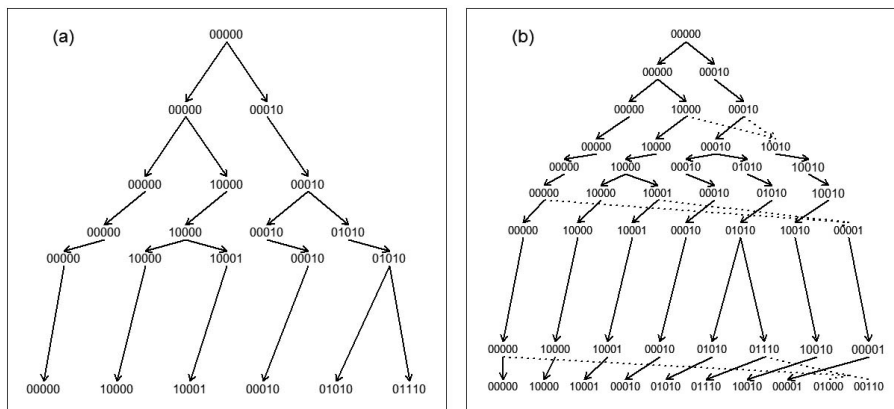 (a)
00000
00000 00010
00000 10000 00010
00000 10000 00010 01010
00000 10000 10001 00010 01010
00000 10000 10001 00010 01010 01110
(b)
00000
00000 00010
00000 10000 00010
00000 10000 00010 10010
00000 10000 00010 01010 10010
00000 10000 10001 00010 01010 10010
00000 10000 10001 00010 01010 10010 00001
00000 10000 10001 00010 01010 01110 10010 00001
00000 10000 10001 00010 01010 01110 10010 00001 01000 00110